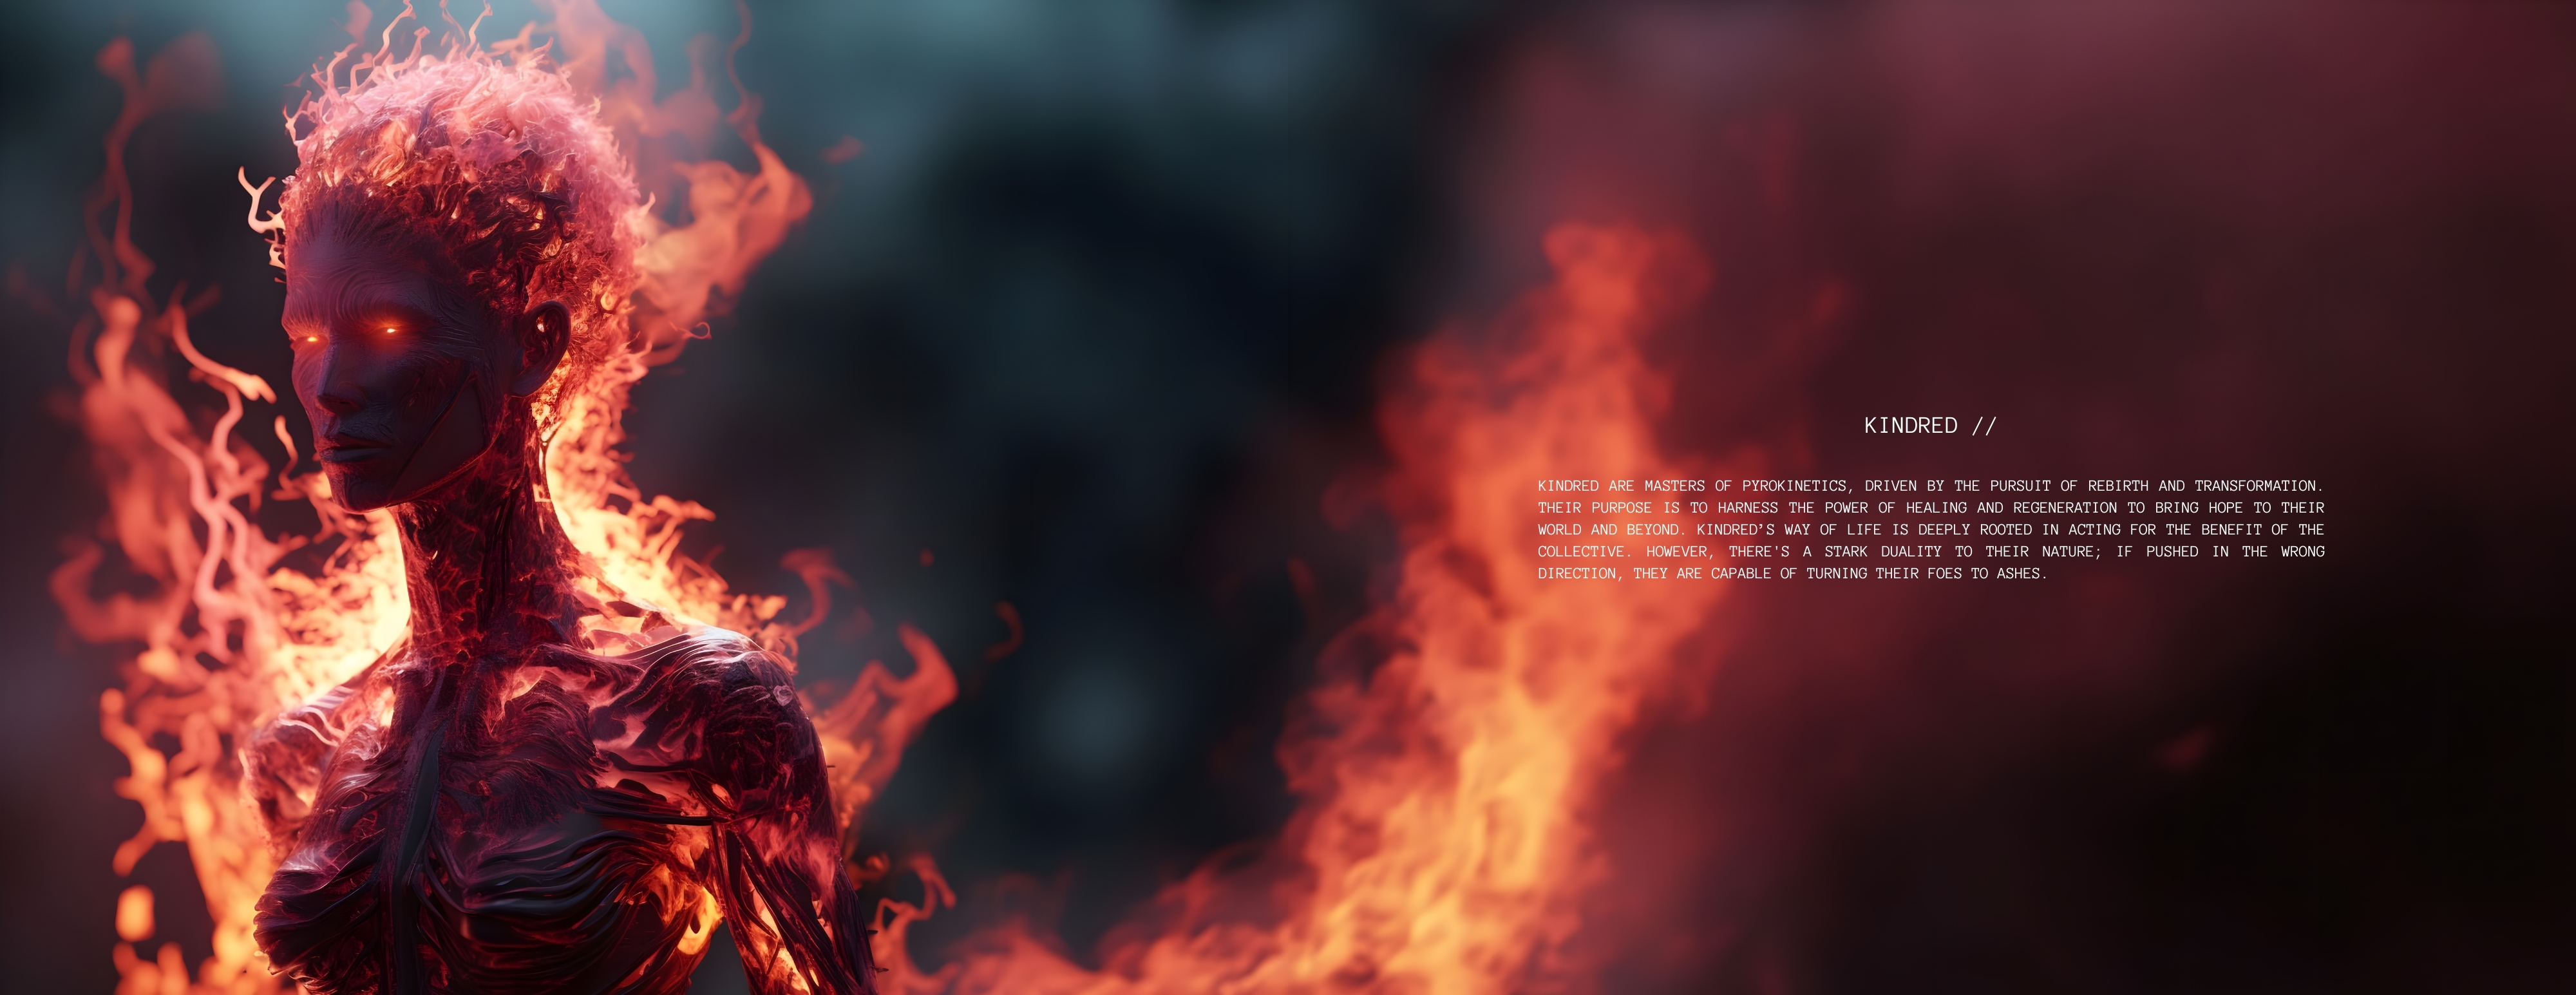 KINDRED //
KINDRED ARE MASTERS OF PYROKINETICS, DRIVEN BY THE PURSUIT OF REBIRTH AND TRANSFORMATION.
THEIR PURPOSE IS TO HARNESS THE POWER OF HEALING AND REGENERATION TO BRING HOPE TO THEIR
WORLD AND BEYOND. KINDRED’S WAY OF LIFE IS DEEPLY ROOTED IN ACTING FOR THE BENEFIT OF THE
COLLECTIVE. HOWEVER, THERE'S A STARK DUALITY TO THEIR NATURE; IF PUSHED IN THE WRONG
DIRECTION, THEY ARE CAPABLE OF TURNING THEIR FOES TO ASHES.